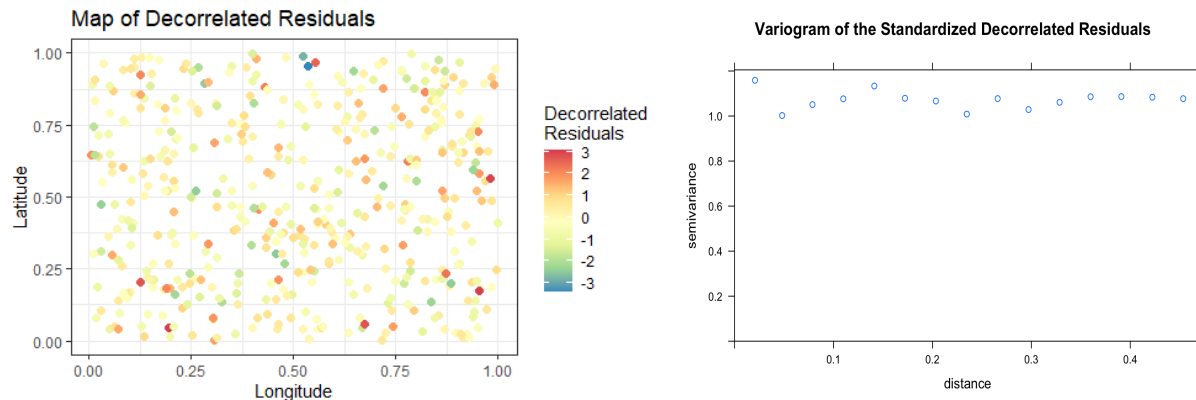 Map of Decorrelated Residuals
1.00
0.75
0.50
0.25
0.00
Latitude
0.00 0.25 0.50 0.75 1.00
Longitude
Decorrelated
Residuals
3
2
1
0
-1
-2
-3
Variogram of the Standardized Decorrelated Residuals
1.0
0.8
0.6
0.4
0.2
semivariance
0.1 0.2 0.3 0.4
distance